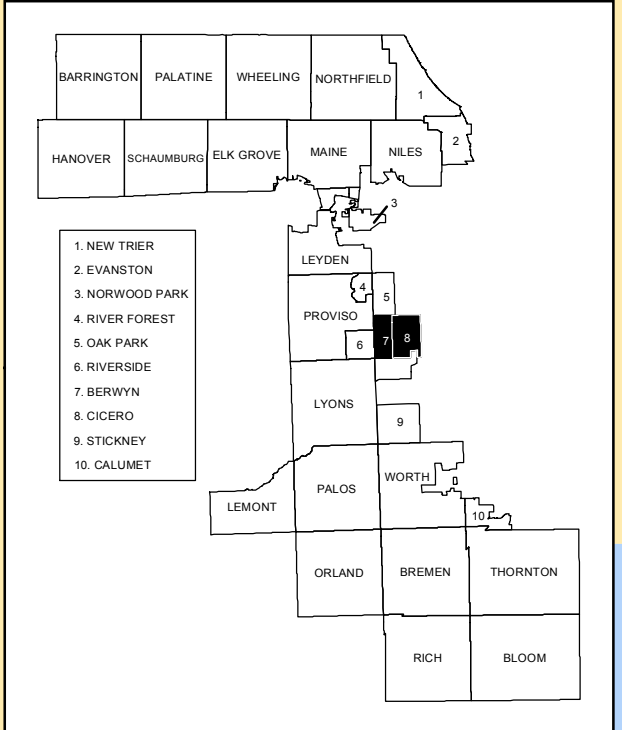 BARRINGTON PALATINE WHEELING NORTHFIELD
1
2
HANOVER SCHAUMBURG ELK GROVE MAINE NILES
3
LEYDEN
1. NEW TRIER
2. EVANSTON
3. NORWOOD PARK
4. RIVER FOREST
5. OAK PARK
6. RIVERSIDE
7. BERWYN
8. CICERO
9. STICKNEY
10. CALUMET
4
5
PROVISO
6
7
8
LYONS
9
WORTH
PALOS
LEMONT
10
ORLAND BREMEN THORNTON
RICH BLOOM